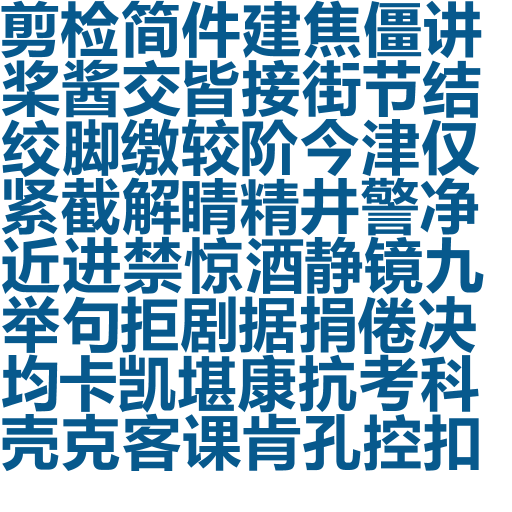 剪检简件建焦僵讲
桨酱交皆接街节结
绞脚缴较阶今津仅
紧截解睛精井警净
近进禁惊酒静镜九
举句拒剧据捐倦决
均卡凯堪康抗考科
壳克客课肯孔控扣